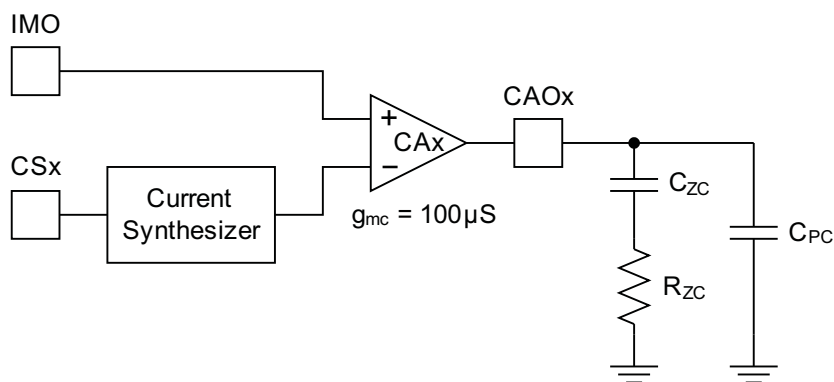 IMO
CAOx
+
CAx
−
CSx
Current
Synthesizer
gmc = 100μS
CZC
CPC
RZC